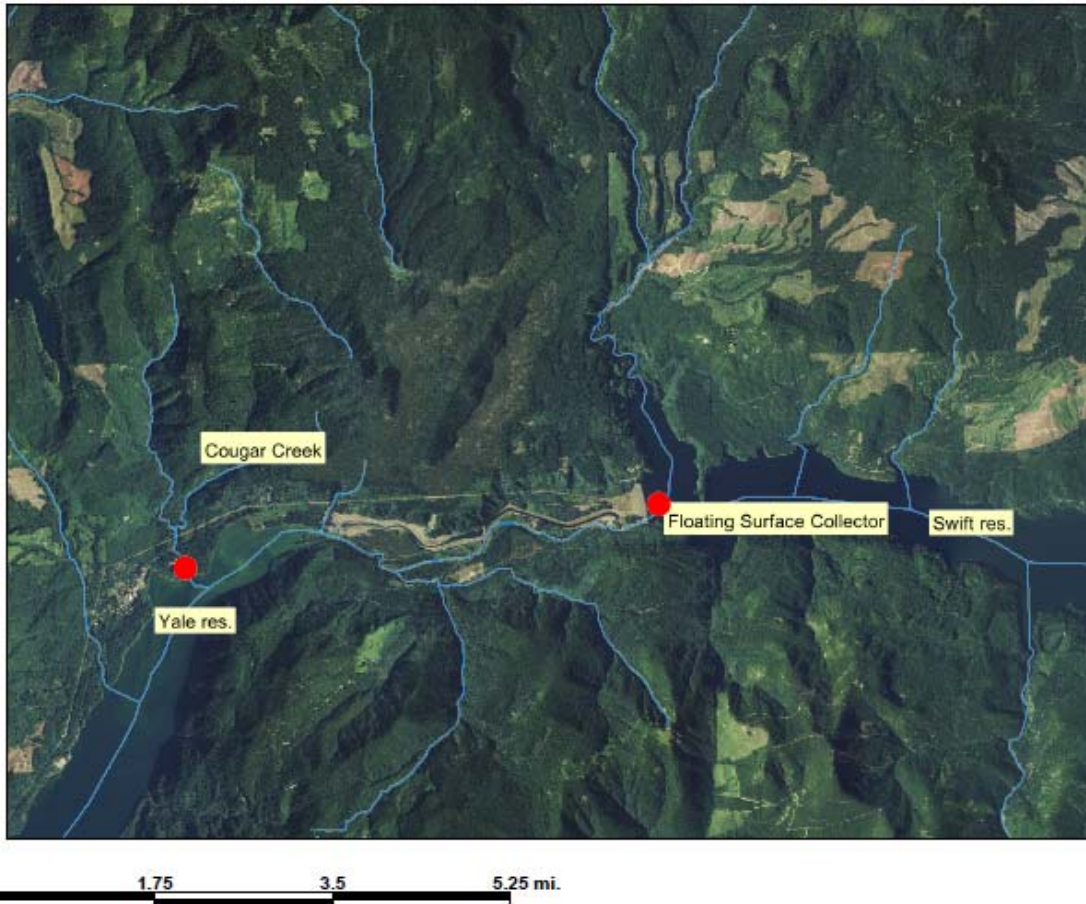 Cougar Creek
Floating Surface Collector
Swift res.
Yale res.
1.75 3.5 5.25 mi.